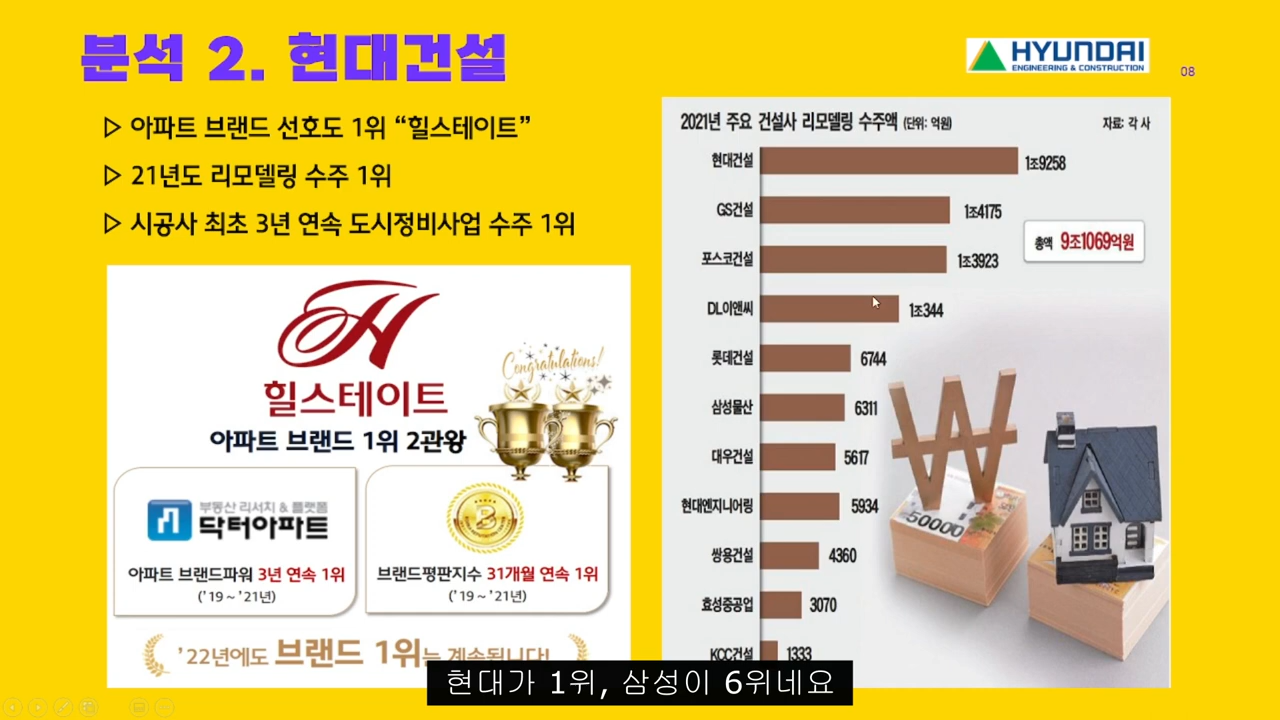 분석 2. 현대건설
HYUNDAI
ENGINEERING & CONSTRUCTION
08
▷ 아파트 브랜드 선호도 1위 “힐스테이트”
▷ 21년도 리모델링 수주 1위
▷ 시공사 최초 3년 연속 도시정비사업 수주 1위
힐스테이트
Congratulations!
아파트 브랜드 1위 2관왕
부동산 리서치 & 플랫폼
닥터아파트
아파트 브랜드파워 3년 연속 1위
('19 ~ '21년)
브랜드평판지수 31개월 연속 1위
('19 ~ '21년)
'22년에도 브랜드 1위는 계속됩니다!
2021년 주요 건설사 리모델링 수주액 (단위: 억원)
자료: 각 사
현대건설 1조9258
GS건설 1조4175
총액 9조1069억원
포스코건설 1조3923
DL이앤씨 1조344
롯데건설 6744
삼성물산 6311
대우건설 5617
현대엔지니어링 5934
쌍용건설 4360
효성중공업 3070
KCC건설 1333
50000
현대가 1위, 삼성이 6위네요